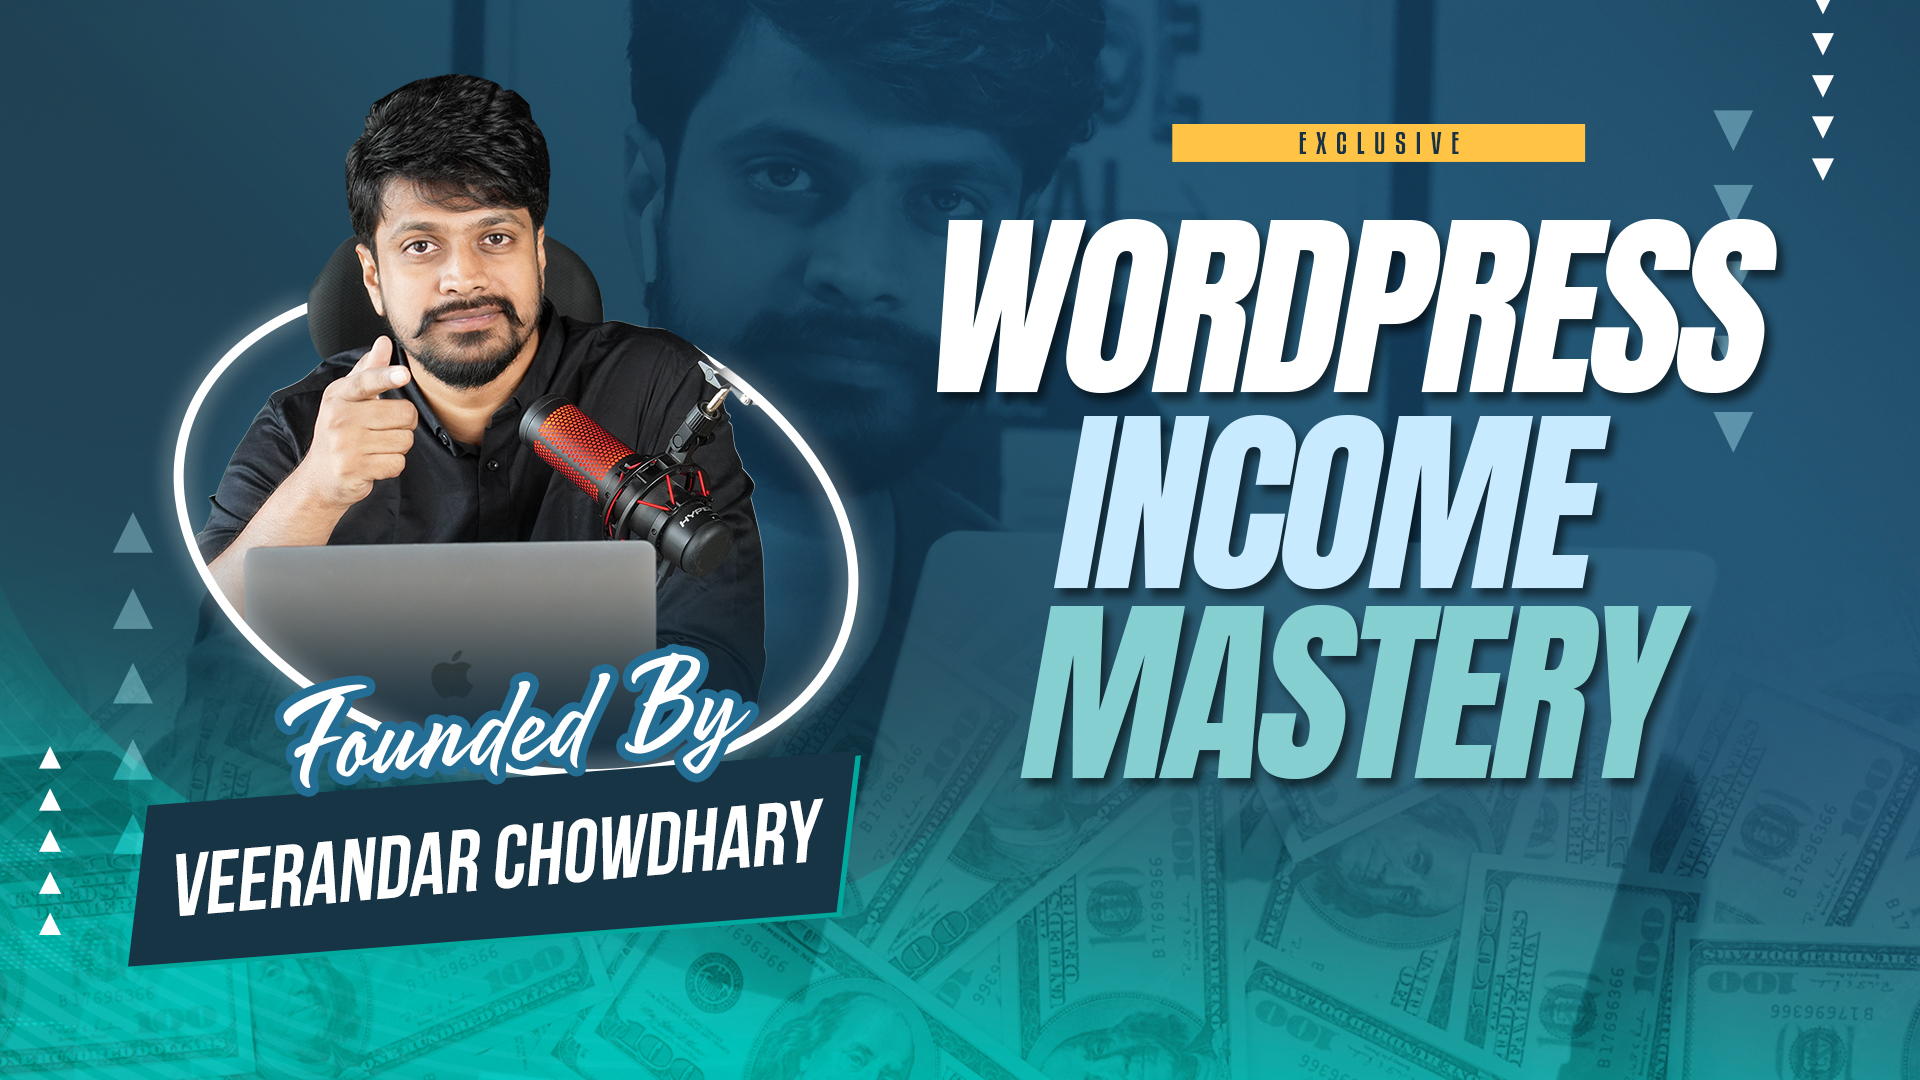 EXCLUSIVE
WORDPRESS
INCOME
MASTERY
Founded By
VEERANDAR CHOWDHARY